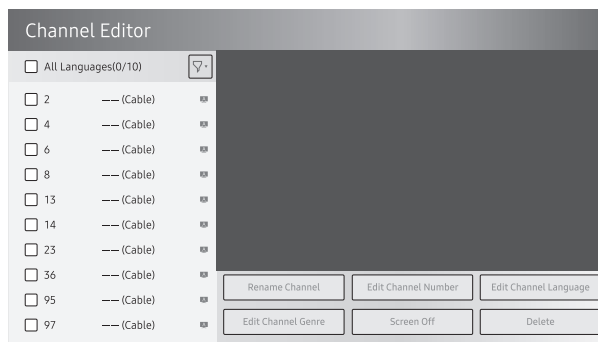 Channel Editor
All Languages(0/10)
2 —— (Cable)
4 —— (Cable)
6 —— (Cable)
8 —— (Cable)
13 —— (Cable)
14 —— (Cable)
23 —— (Cable)
36 —— (Cable)
95 —— (Cable)
97 —— (Cable)
Rename Channel Edit Channel Number Edit Channel Language
Edit Channel Genre Screen Off Delete